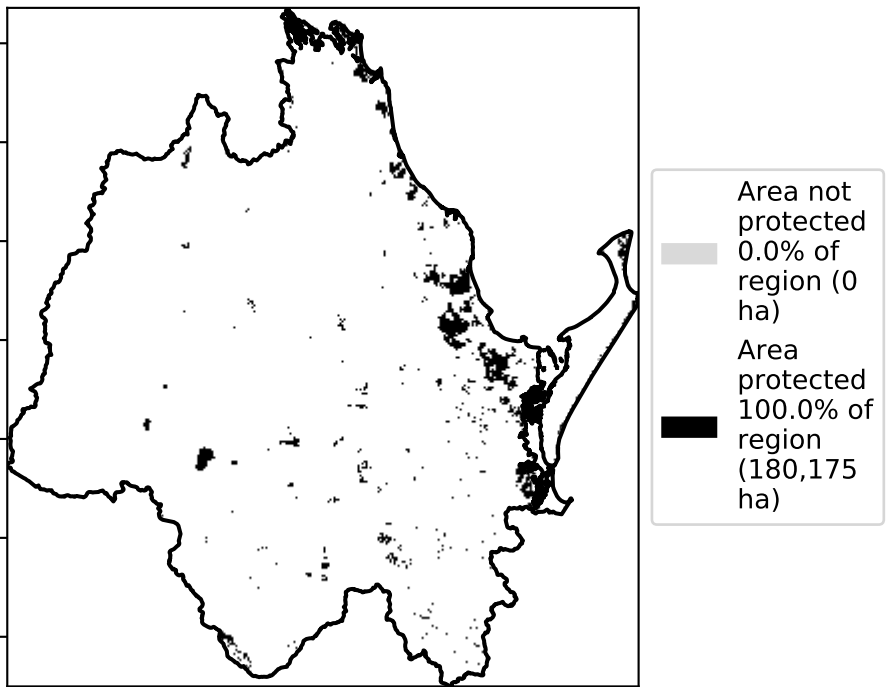 Area not
protected
0.0% of
region (0
ha)
Area
protected
100.0% of
region
(180,175
ha)